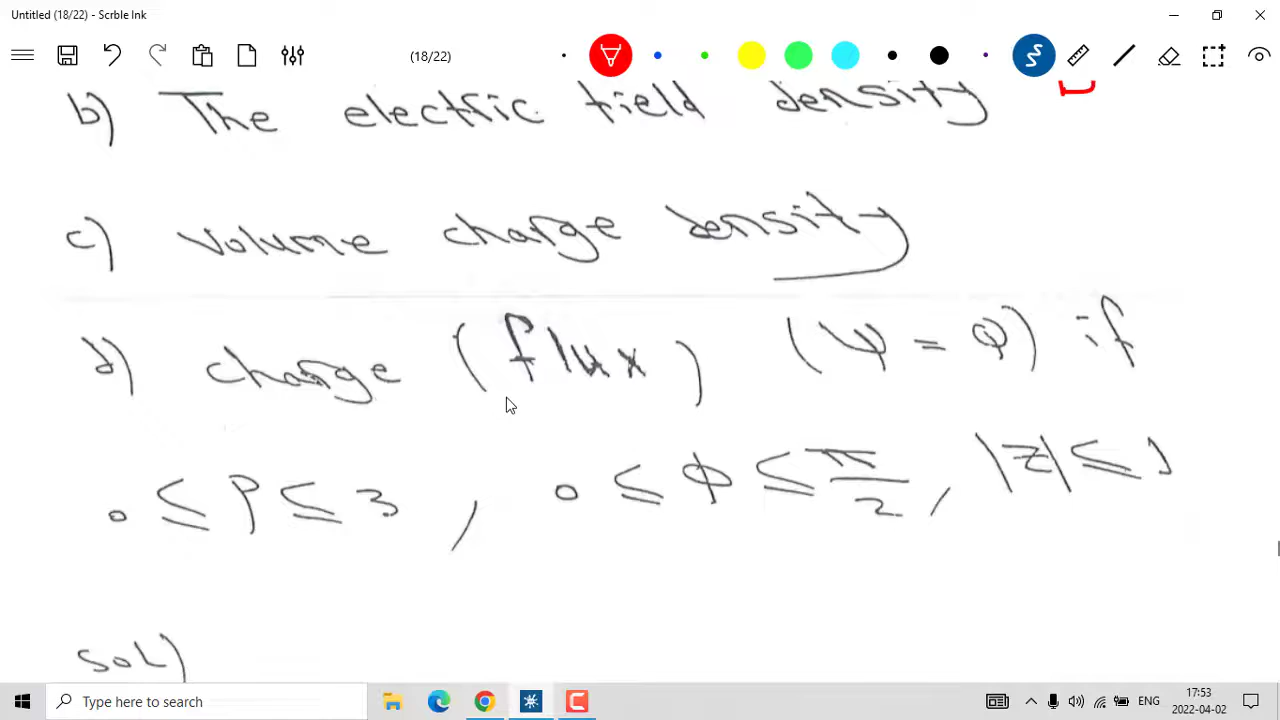 Untitled (18/22) - Scrble Ink
(18/22)
b) The electric field density
c) Volume charge density
d) charge (flux) (ψ = Q) if
0 ≤ ρ ≤ 3, 0 ≤ φ ≤ π/2, |z| ≤ 1
Sol)
Type here to search
ENG
17:53
2022-04-02